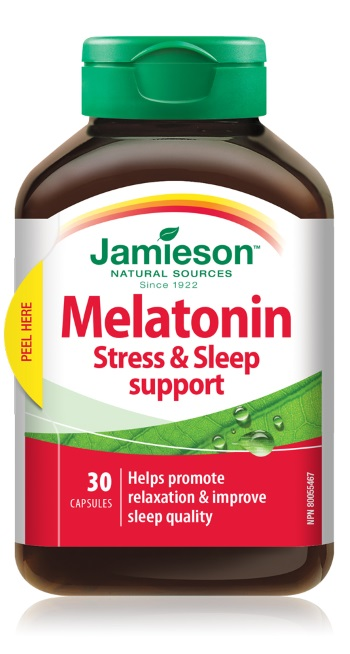 Jamieson™
NATURAL SOURCES
Since 1922
PEEL HERE
Melatonin
Stress & Sleep
support
30
CAPSULES
Helps promote
relaxation & improve
sleep quality
NPN 80055467